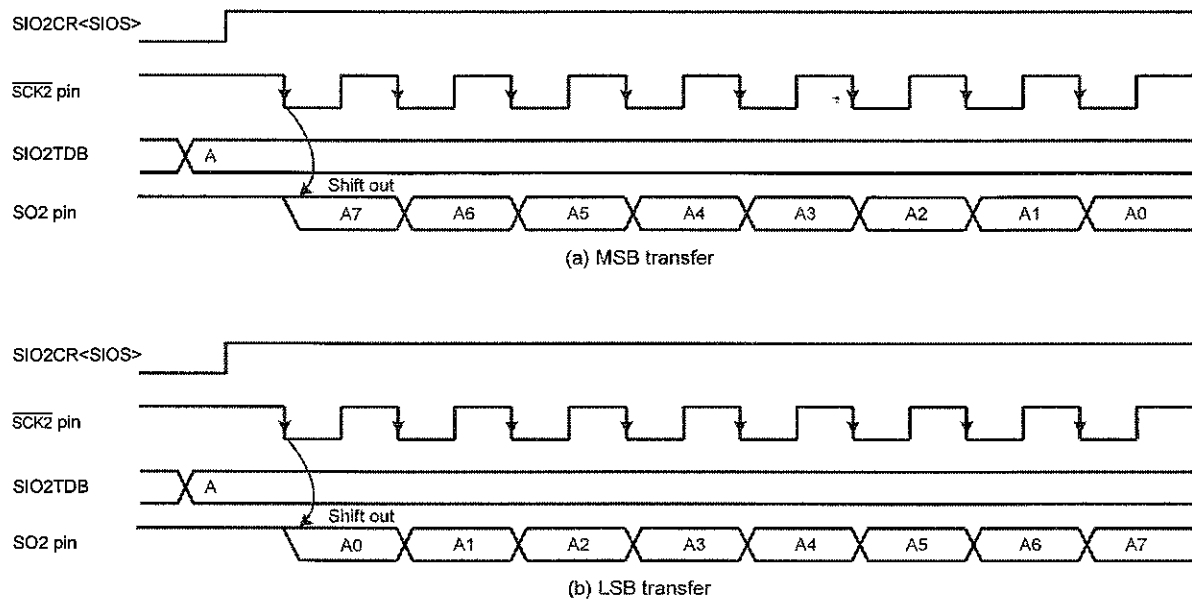 SIO2CR<SIOS>
SCK2 pin
SIO2TDB
A
Shift out
SO2 pin
A7 A6 A5 A4 A3 A2 A1 A0
(a) MSB transfer
SIO2CR<SIOS>
SCK2 pin
SIO2TDB
A
Shift out
SO2 pin
A0 A1 A2 A3 A4 A5 A6 A7
(b) LSB transfer